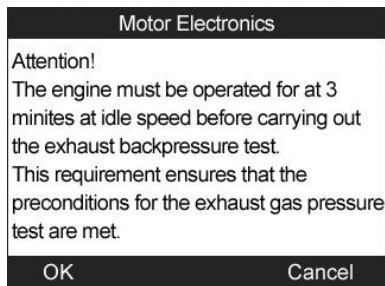 Motor Electronics
Attention!
The engine must be operated for at 3
minites at idle speed before carrying out
the exhaust backpressure test.
This requirement ensures that the
preconditions for the exhaust gas pressure
test are met.
OK Cancel